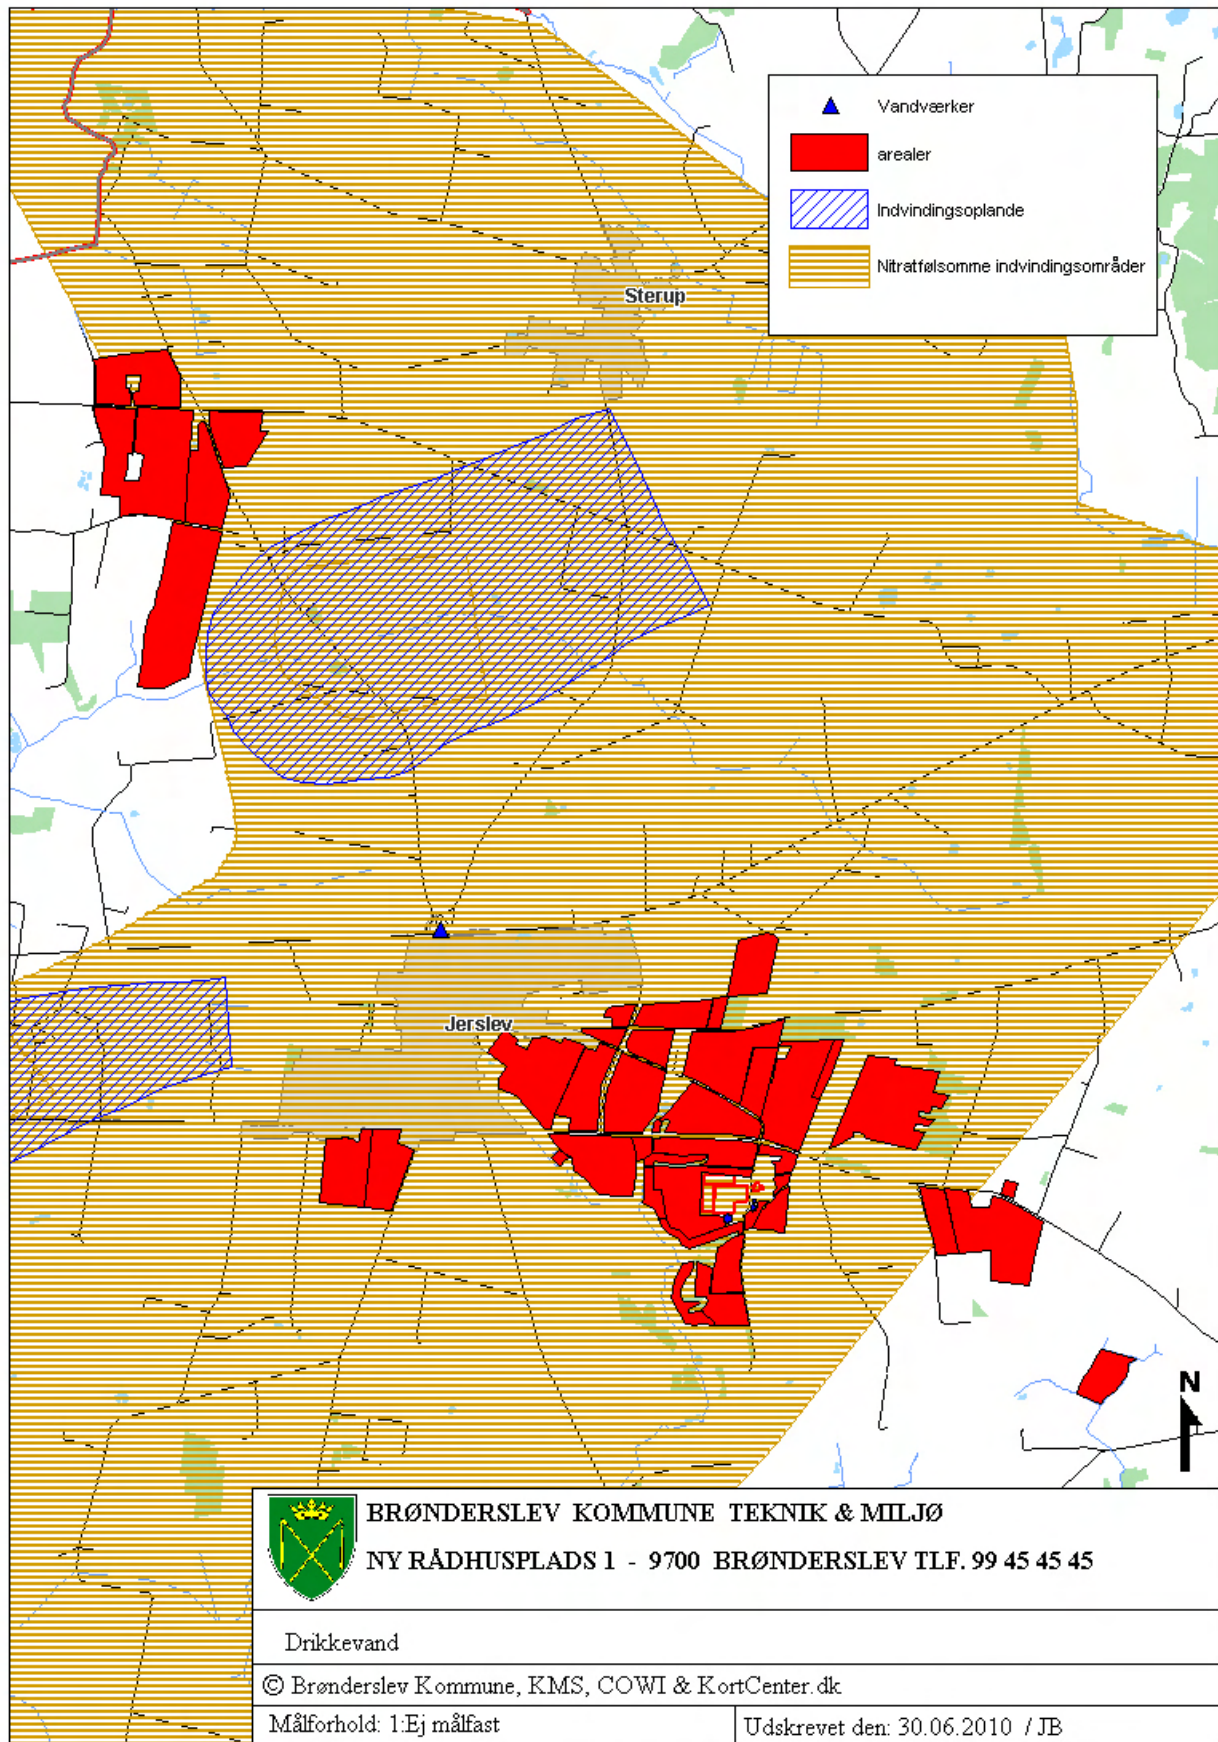 Vandværker
arealer
Indvindingsoplande
Nitratfølsomme indvindingsområder
Sterup
Jerslev
N
BRØNDERSLEV KOMMUNE TEKNIK & MILJØ
NY RÅDHUSPLADS 1 - 9700 BRØNDERSLEV TLF. 99 45 45 45
Drikkevand
© Brønderslev Kommune, KMS, COWI & KortCenter.dk
Målforhold: 1:Ej målfast
Udskrevet den: 30.06.2010 / JB